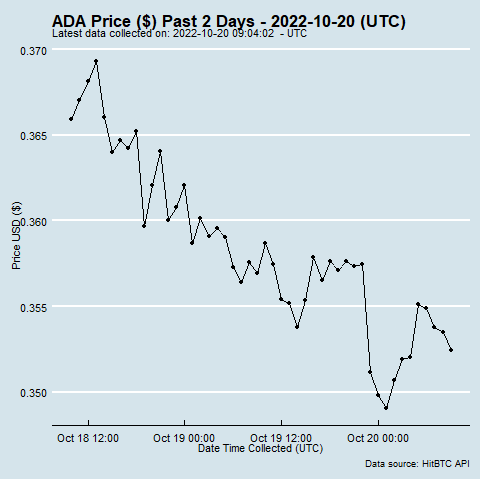 ADA Price ($) Past 2 Days - 2022-10-20 (UTC)
Latest data collected on: 2022-10-20 09:04:02  - UTC
0.370
0.365
0.360
0.355
0.350
Price USD ($)
Oct 18 12:00
Oct 19 00:00
Oct 19 12:00
Oct 20 00:00
Date Time Collected (UTC)
Data source: HitBTC API